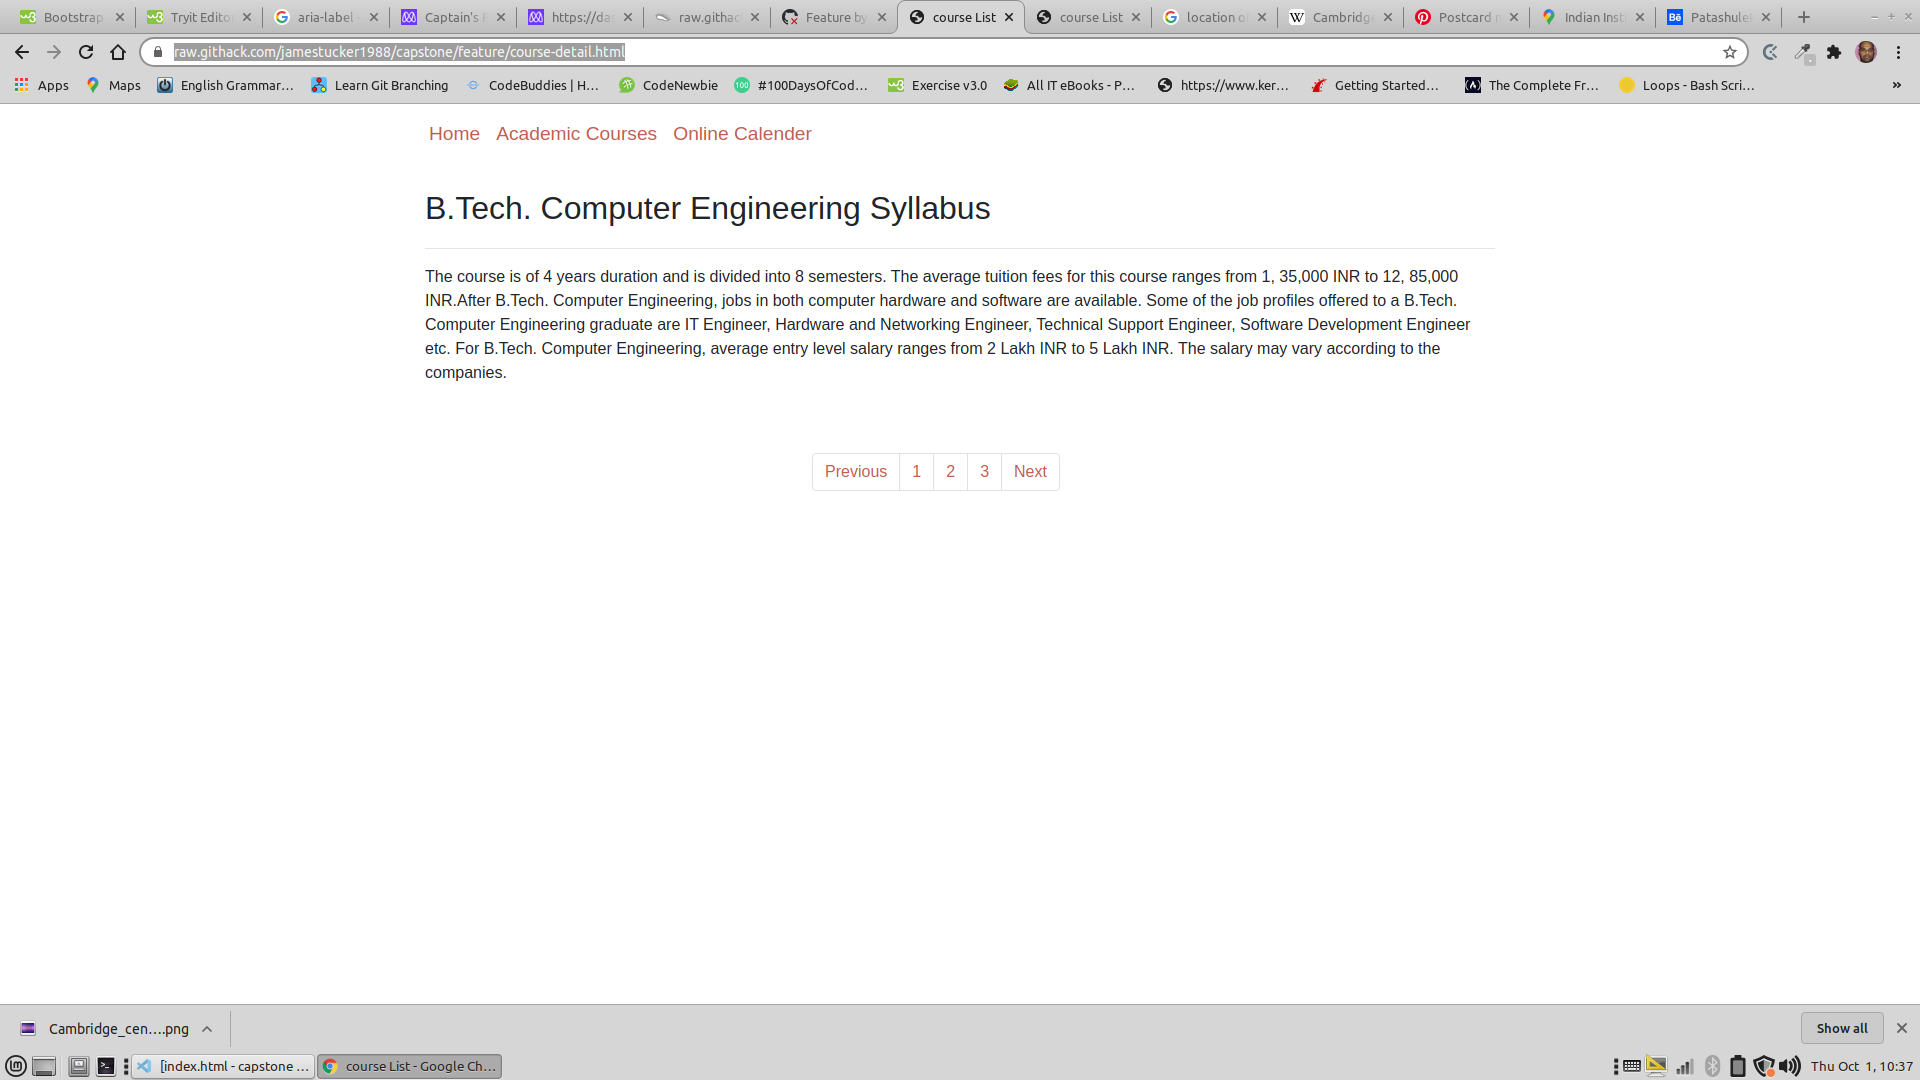 Bootstrap
Tryit Edito
aria-label
Captain's
https://da
raw.githac
Feature by
course List
course List
location o
Cambridg
Postcard
Indian Inst
Patashule
raw.githack.com/jamestucker1988/capstone/feature/course-detail.html
Apps
Maps
English Grammar...
Learn Git Branching
CodeBuddies | H...
CodeNewbie
#100DaysOfCod...
Exercise v3.0
All IT eBooks - P...
https://www.ker...
Getting Started...
The Complete Fr...
Loops - Bash Scri...
»
Home Academic Courses Online Calender
B.Tech. Computer Engineering Syllabus
The course is of 4 years duration and is divided into 8 semesters. The average tuition fees for this course ranges from 1, 35,000 INR to 12, 85,000
INR.After B.Tech. Computer Engineering, jobs in both computer hardware and software are available. Some of the job profiles offered to a B.Tech.
Computer Engineering graduate are IT Engineer, Hardware and Networking Engineer, Technical Support Engineer, Software Development Engineer
etc. For B.Tech. Computer Engineering, average entry level salary ranges from 2 Lakh INR to 5 Lakh INR. The salary may vary according to the
companies.
Previous 1 2 3 Next
Cambridge_cen....png
Show all
[index.html - capstone ...
course List - Google Ch...
Thu Oct 1, 10:37